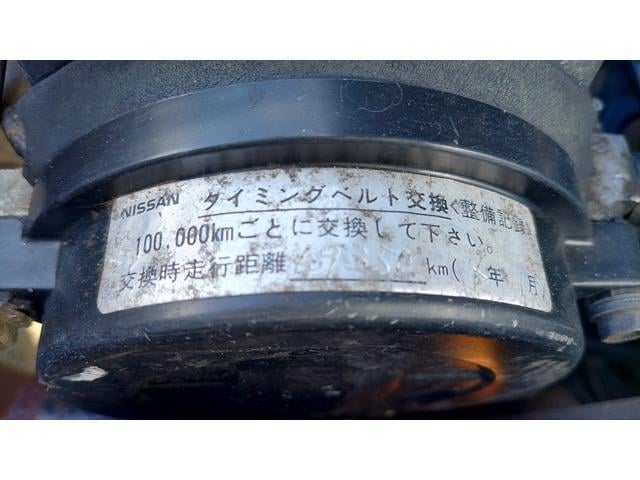 NISSAN タイミングベルト交換〈整備記録
100,000kmごとに交換して下さい。
交換時走行距離 km( 年 月)